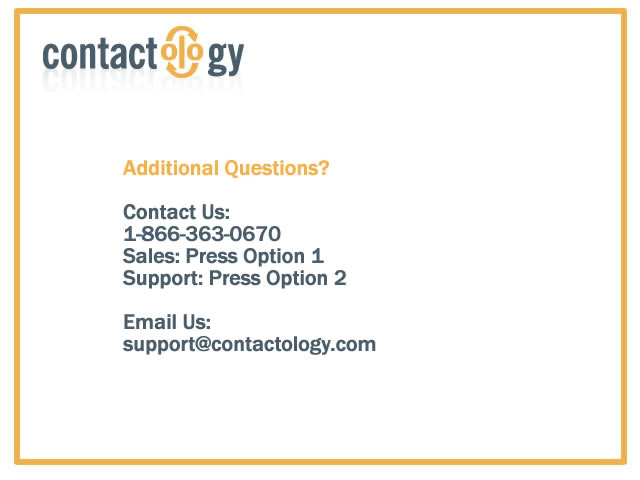 contactology
Additional Questions?
Contact Us:
1-866-363-0670
Sales: Press Option 1
Support: Press Option 2
Email Us:
support@contactology.com